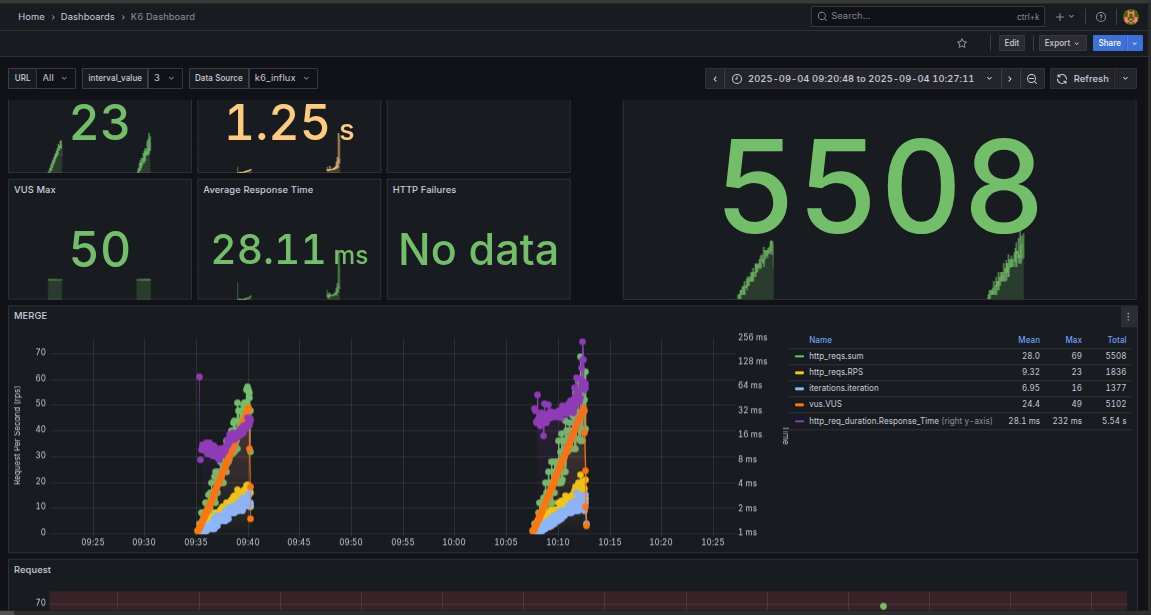 Home › Dashboards › K6 Dashboard
Search... ctrl+k
Edit Export Share
URL All interval_value 3 Data Source k6_influx
2025-09-04 09:20:48 to 2025-09-04 10:27:11 Refresh
23 1.25 s
5508
VUS Max Average Response Time HTTP Failures
50 28.11 ms No data
MERGE
Request Per Second (rps)
70
60
50
40
30
20
10
0
256 ms
128 ms
64 ms
32 ms
16 ms
8 ms
4 ms
2 ms
1 ms
Time
09:25 09:30 09:35 09:40 09:45 09:50 09:55 10:00 10:05 10:10 10:15 10:20 10:25
Name Mean Max Total
http_reqs.sum 28.0 69 5508
http_reqs.RPS 9.32 23 1836
iterations.iteration 6.95 16 1377
vus.VUS 24.4 49 5102
http_req_duration.Response_Time (right y-axis) 28.1 ms 232 ms 5.54 s
Request
70